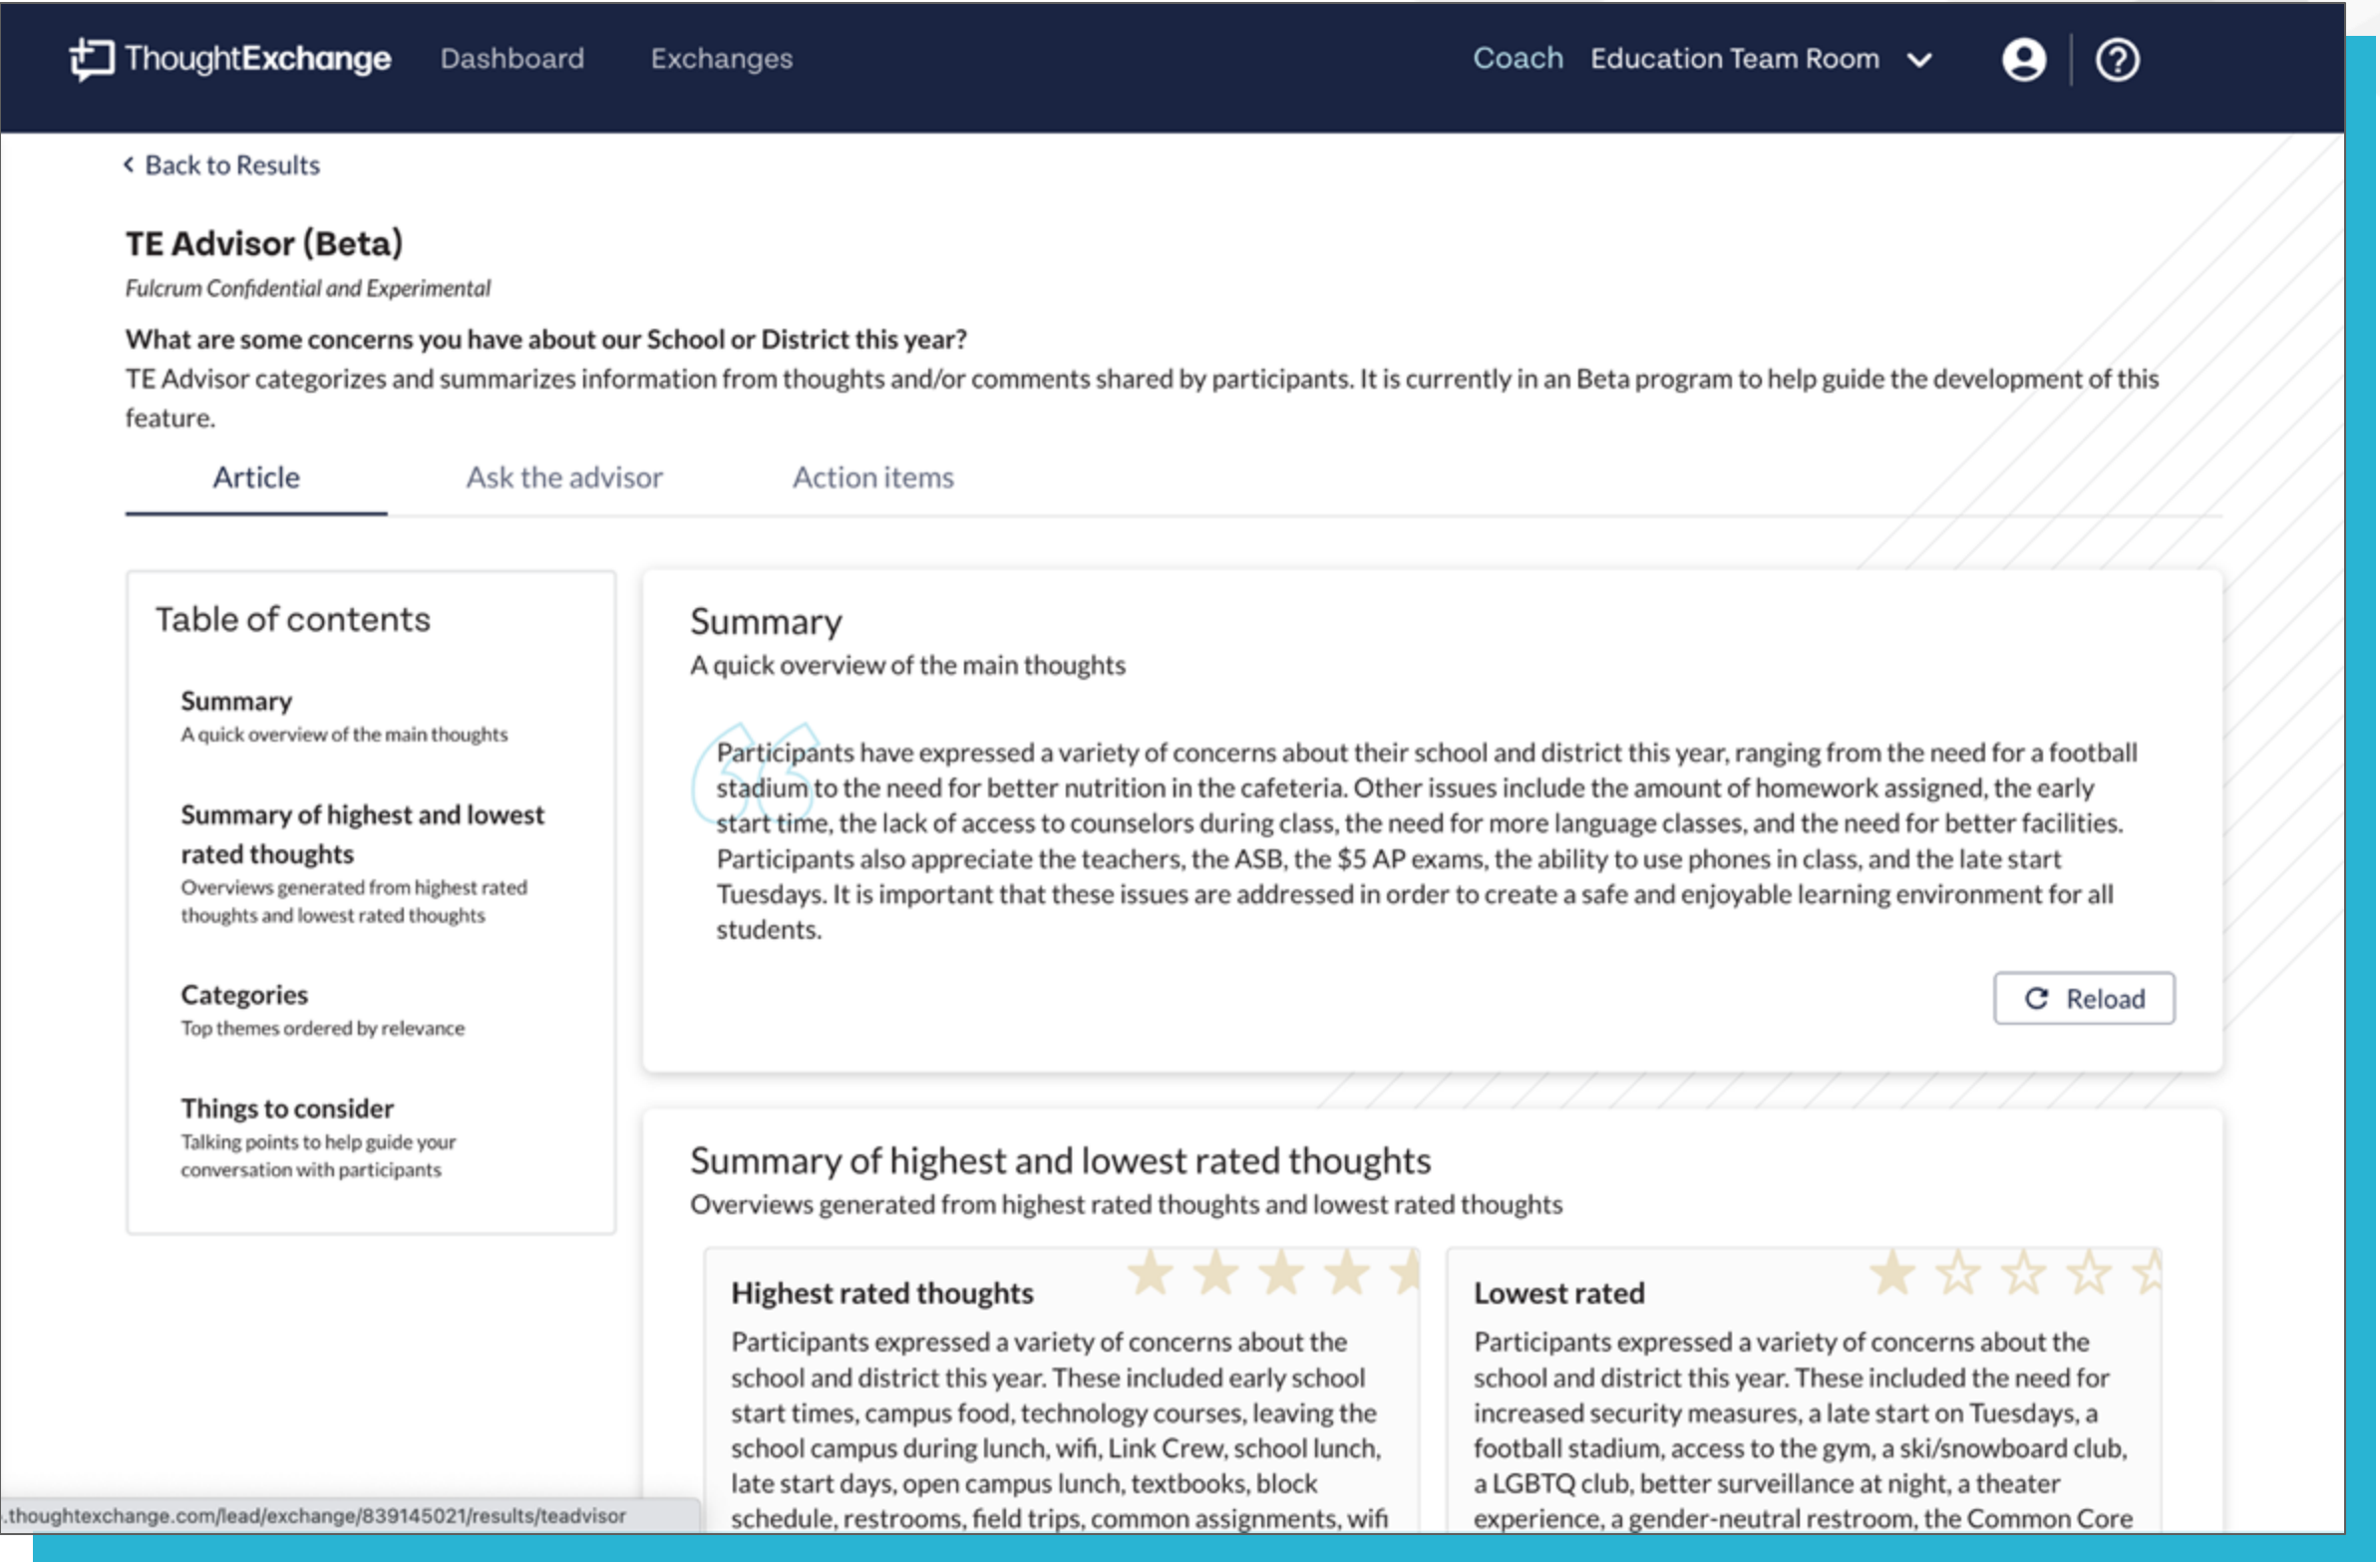 ThoughtExchange Dashboard Exchanges Coach Education Team Room
Back to Results
TE Advisor (Beta)
Fulcrum Confidential and Experimental
What are some concerns you have about our School or District this year?
TE Advisor categorizes and summarizes information from thoughts and/or comments shared by participants. It is currently in an Beta program to help guide the development of this
feature.
Article Ask the advisor Action items
Table of contents
Summary
A quick overview of the main thoughts
Summary of highest and lowest
rated thoughts
Overviews generated from highest rated
thoughts and lowest rated thoughts
Categories
Top themes ordered by relevance
Things to consider
Talking points to help guide your
conversation with participants
Summary
A quick overview of the main thoughts
Participants have expressed a variety of concerns about their school and district this year, ranging from the need for a football
stadium to the need for better nutrition in the cafeteria. Other issues include the amount of homework assigned, the early
start time, the lack of access to counselors during class, the need for more language classes, and the need for better facilities.
Participants also appreciate the teachers, the ASB, the $5 AP exams, the ability to use phones in class, and the late start
Tuesdays. It is important that these issues are addressed in order to create a safe and enjoyable learning environment for all
students.
Reload
Summary of highest and lowest rated thoughts
Overviews generated from highest rated thoughts and lowest rated thoughts
Highest rated thoughts
Participants expressed a variety of concerns about the
school and district this year. These included early school
start times, campus food, technology courses, leaving the
school campus during lunch, wifi, Link Crew, school lunch,
late start days, open campus lunch, textbooks, block
schedule, restrooms, field trips, common assignments, wifi
Lowest rated
Participants expressed a variety of concerns about the
school and district this year. These included the need for
increased security measures, a late start on Tuesdays, a
football stadium, access to the gym, a ski/snowboard club,
a LGBTQ club, better surveillance at night, a theater
experience, a gender-neutral restroom, the Common Core
.thoughtexchange.com/lead/exchange/839145021/results/teadvisor